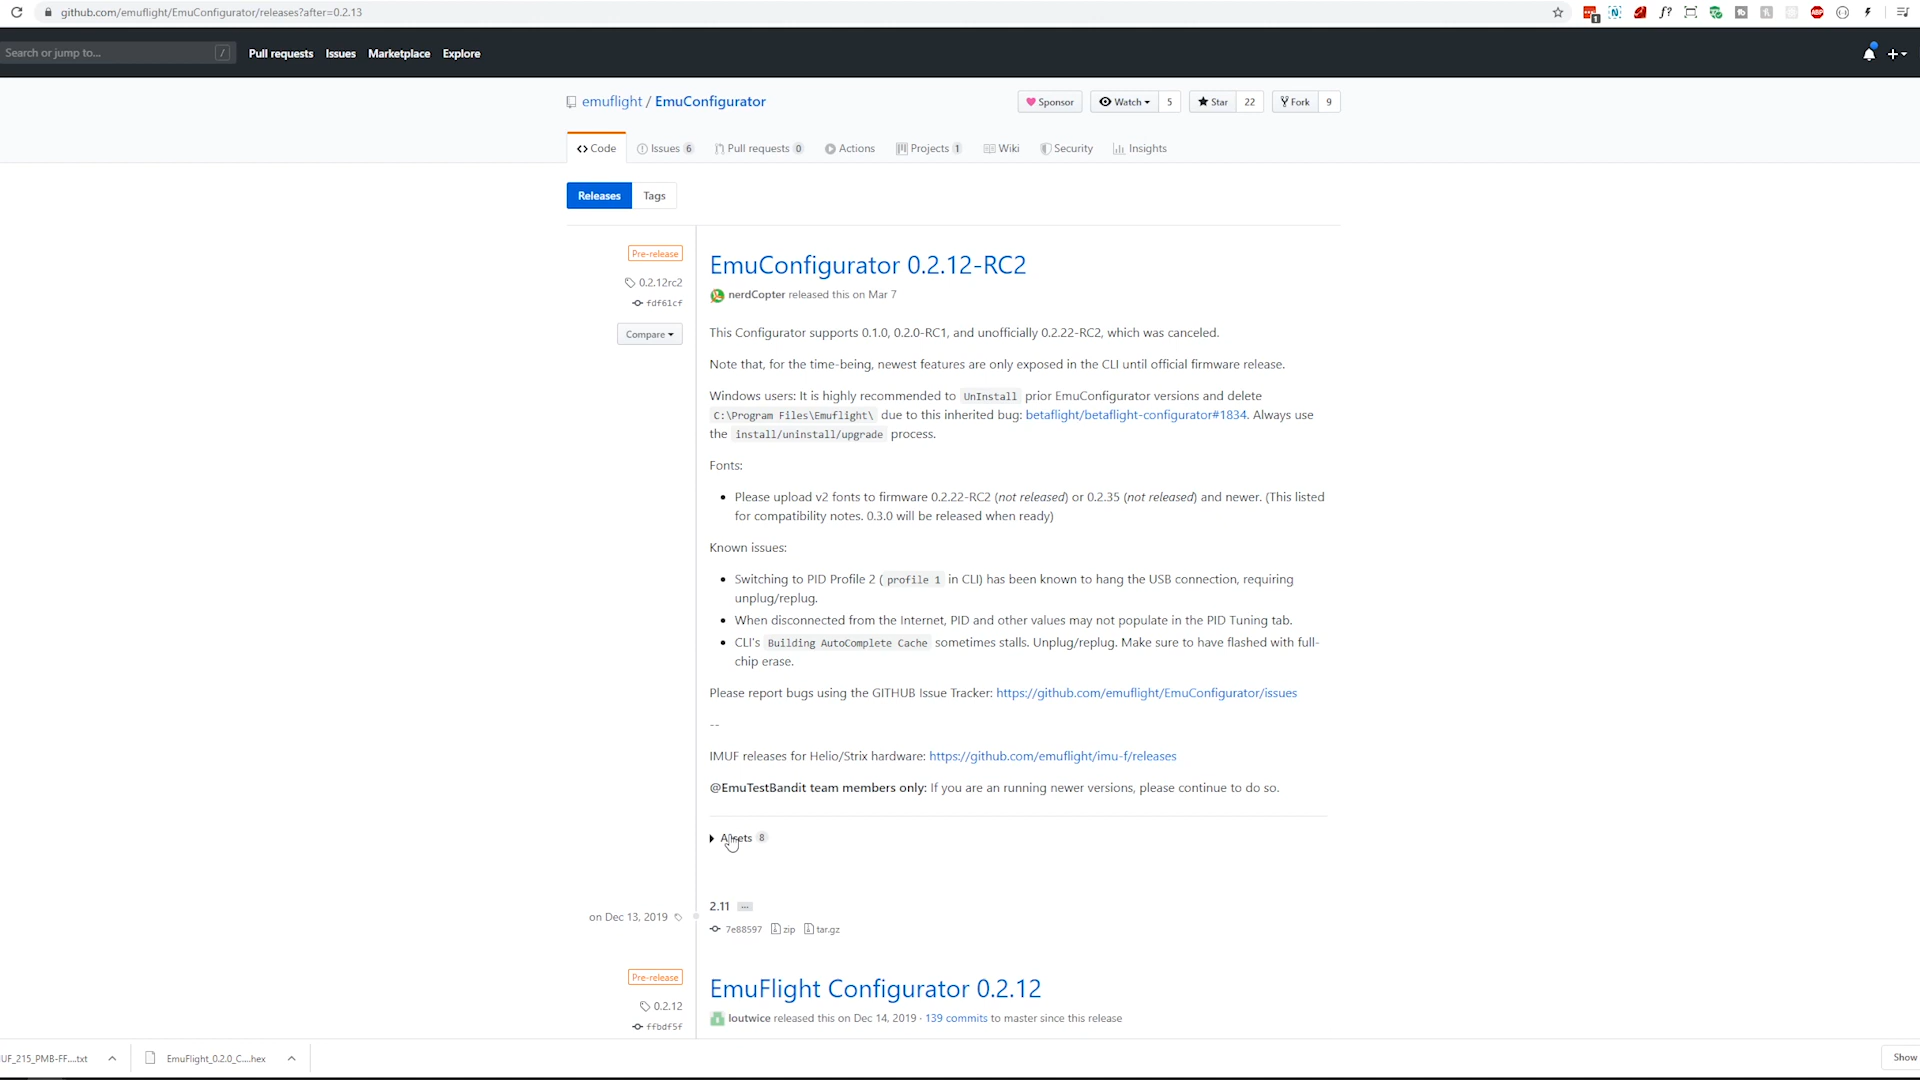 github.com/emuflight/EmuConfigurator/releases?after=0.2.13
1
f?
ABP
Search or jump to...
/
Pull requests
Issues
Marketplace
Explore
emuflight / EmuConfigurator
Sponsor
Watch
5
Star
22
Fork
9
Code
Issues 6
Pull requests 0
Actions
Projects 1
Wiki
Security
Insights
Releases
Tags
Pre-release
0.2.12rc2
fdf61cf
Compare
EmuConfigurator 0.2.12-RC2
nerdCopter released this on Mar 7
This Configurator supports 0.1.0, 0.2.0-RC1, and unofficially 0.2.22-RC2, which was canceled.
Note that, for the time-being, newest features are only exposed in the CLI until official firmware release.
Windows users: It is highly recommended to UnInstall prior EmuConfigurator versions and delete
C:\Program Files\Emuflight\ due to this inherited bug: betaflight/betaflight-configurator#1834. Always use
the install/uninstall/upgrade process.
Fonts:
• Please upload v2 fonts to firmware 0.2.22-RC2 (not released) or 0.2.35 (not released) and newer. (This listed
for compatibility notes. 0.3.0 will be released when ready)
Known issues:
• Switching to PID Profile 2 ( profile 1 in CLI) has been known to hang the USB connection, requiring
unplug/replug.
• When disconnected from the Internet, PID and other values may not populate in the PID Tuning tab.
• CLI's Building AutoComplete Cache sometimes stalls. Unplug/replug. Make sure to have flashed with full-
chip erase.
Please report bugs using the GITHUB Issue Tracker: https://github.com/emuflight/EmuConfigurator/issues
--
IMUF releases for Helio/Strix hardware: https://github.com/emuflight/imu-f/releases
@EmuTestBandit team members only: If you are an running newer versions, please continue to do so.
Assets 8
on Dec 13, 2019
2.11 ...
7e88597 zip tar.gz
Pre-release
0.2.12
ffbdf5f
EmuFlight Configurator 0.2.12
loutwice released this on Dec 14, 2019 · 139 commits to master since this release
UF_215_PMB-FF....txt
EmuFlight_0.2.0_C....hex
Show